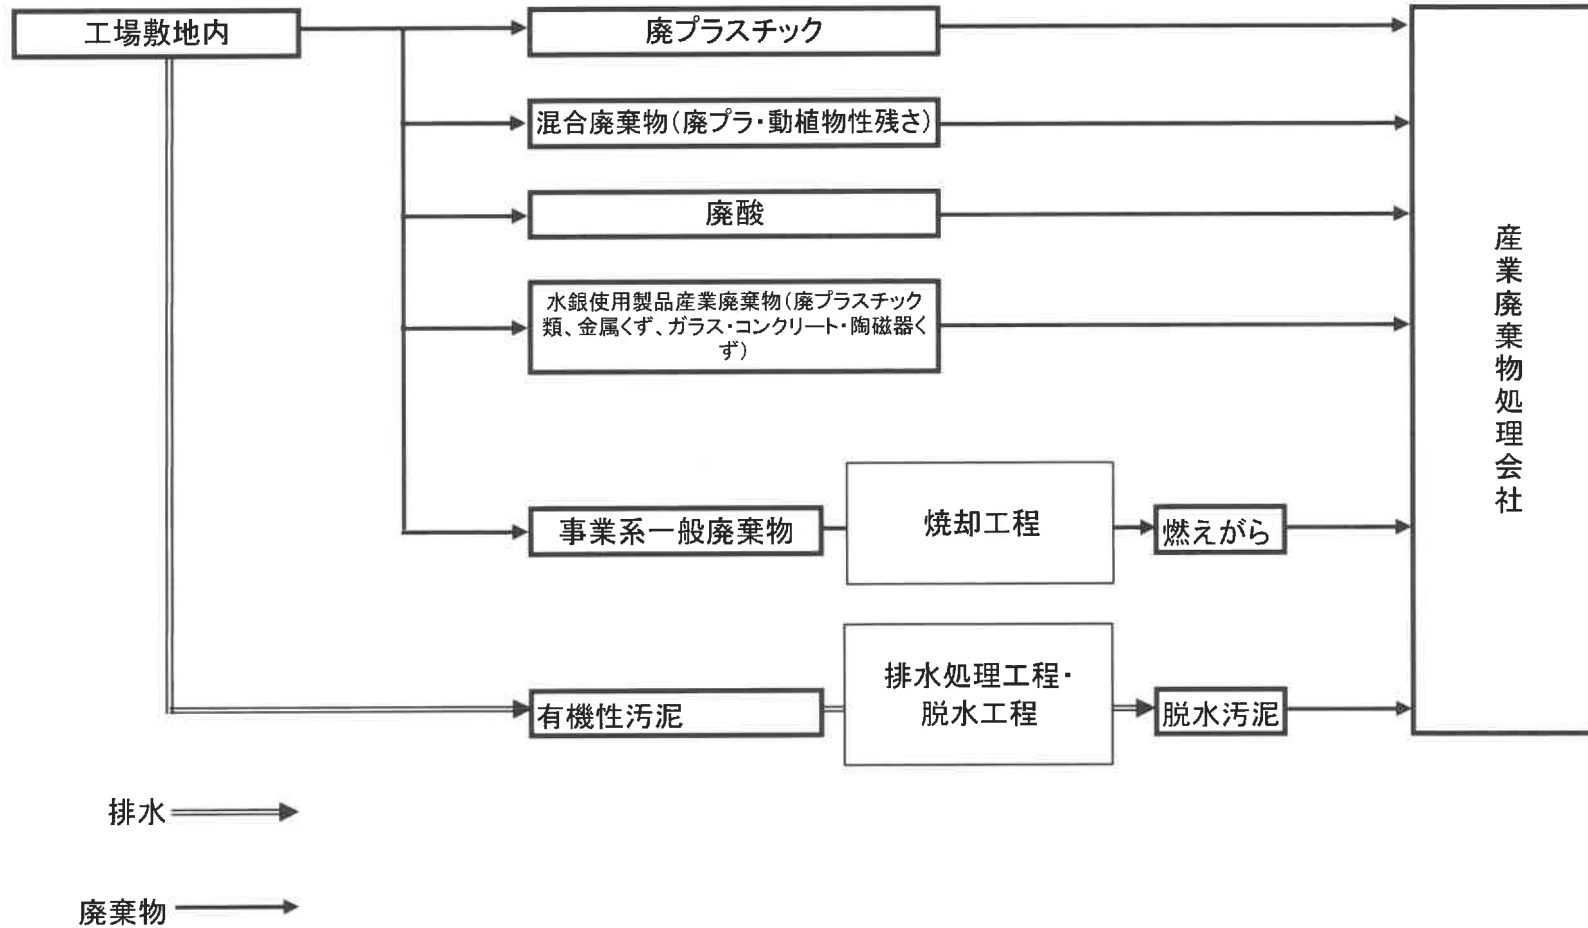 工場敷地内
廃プラスチック
混合廃棄物(廃プラ・動植物性残さ)
廃酸
水銀使用製品産業廃棄物(廃プラスチック
類、金属くず、ガラス・コンクリート・陶磁器く
ず)
事業系一般廃棄物
焼却工程
燃えがら
有機性汚泥
排水処理工程・
脱水工程
脱水汚泥
産業廃棄物処理会社
排水
廃棄物